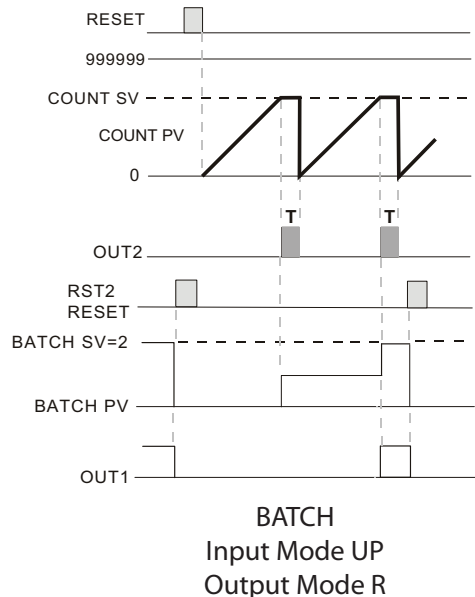 RESET
999999
COUNT SV
COUNT PV
0
T T
OUT2
RST2
RESET
BATCH SV=2
BATCH PV
OUT1
BATCH
Input Mode UP
Output Mode R